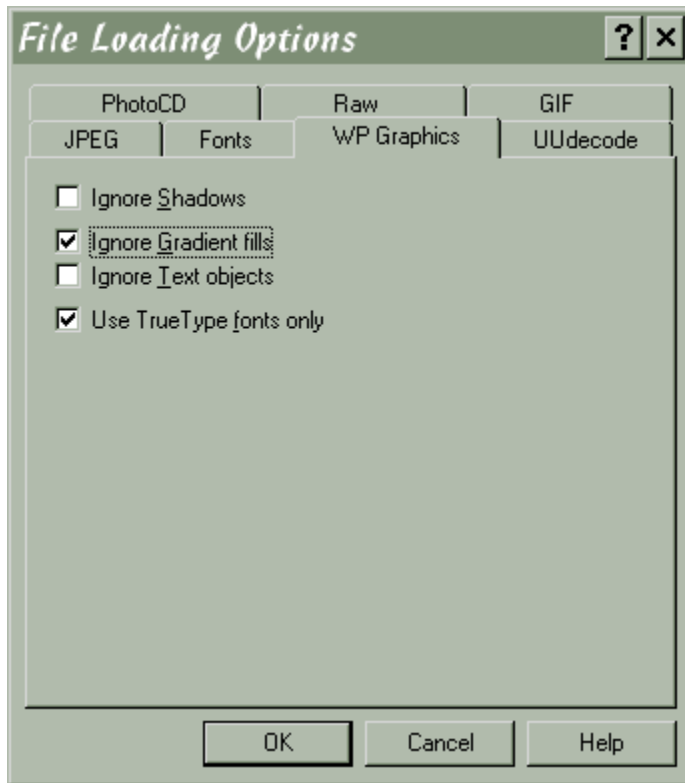 File Loading Options
PhotoCD Raw GIF
JPEG Fonts WP Graphics UUdecode
Ignore Shadows
Ignore Gradient fills
Ignore Text objects
Use TrueType fonts only
OK Cancel Help